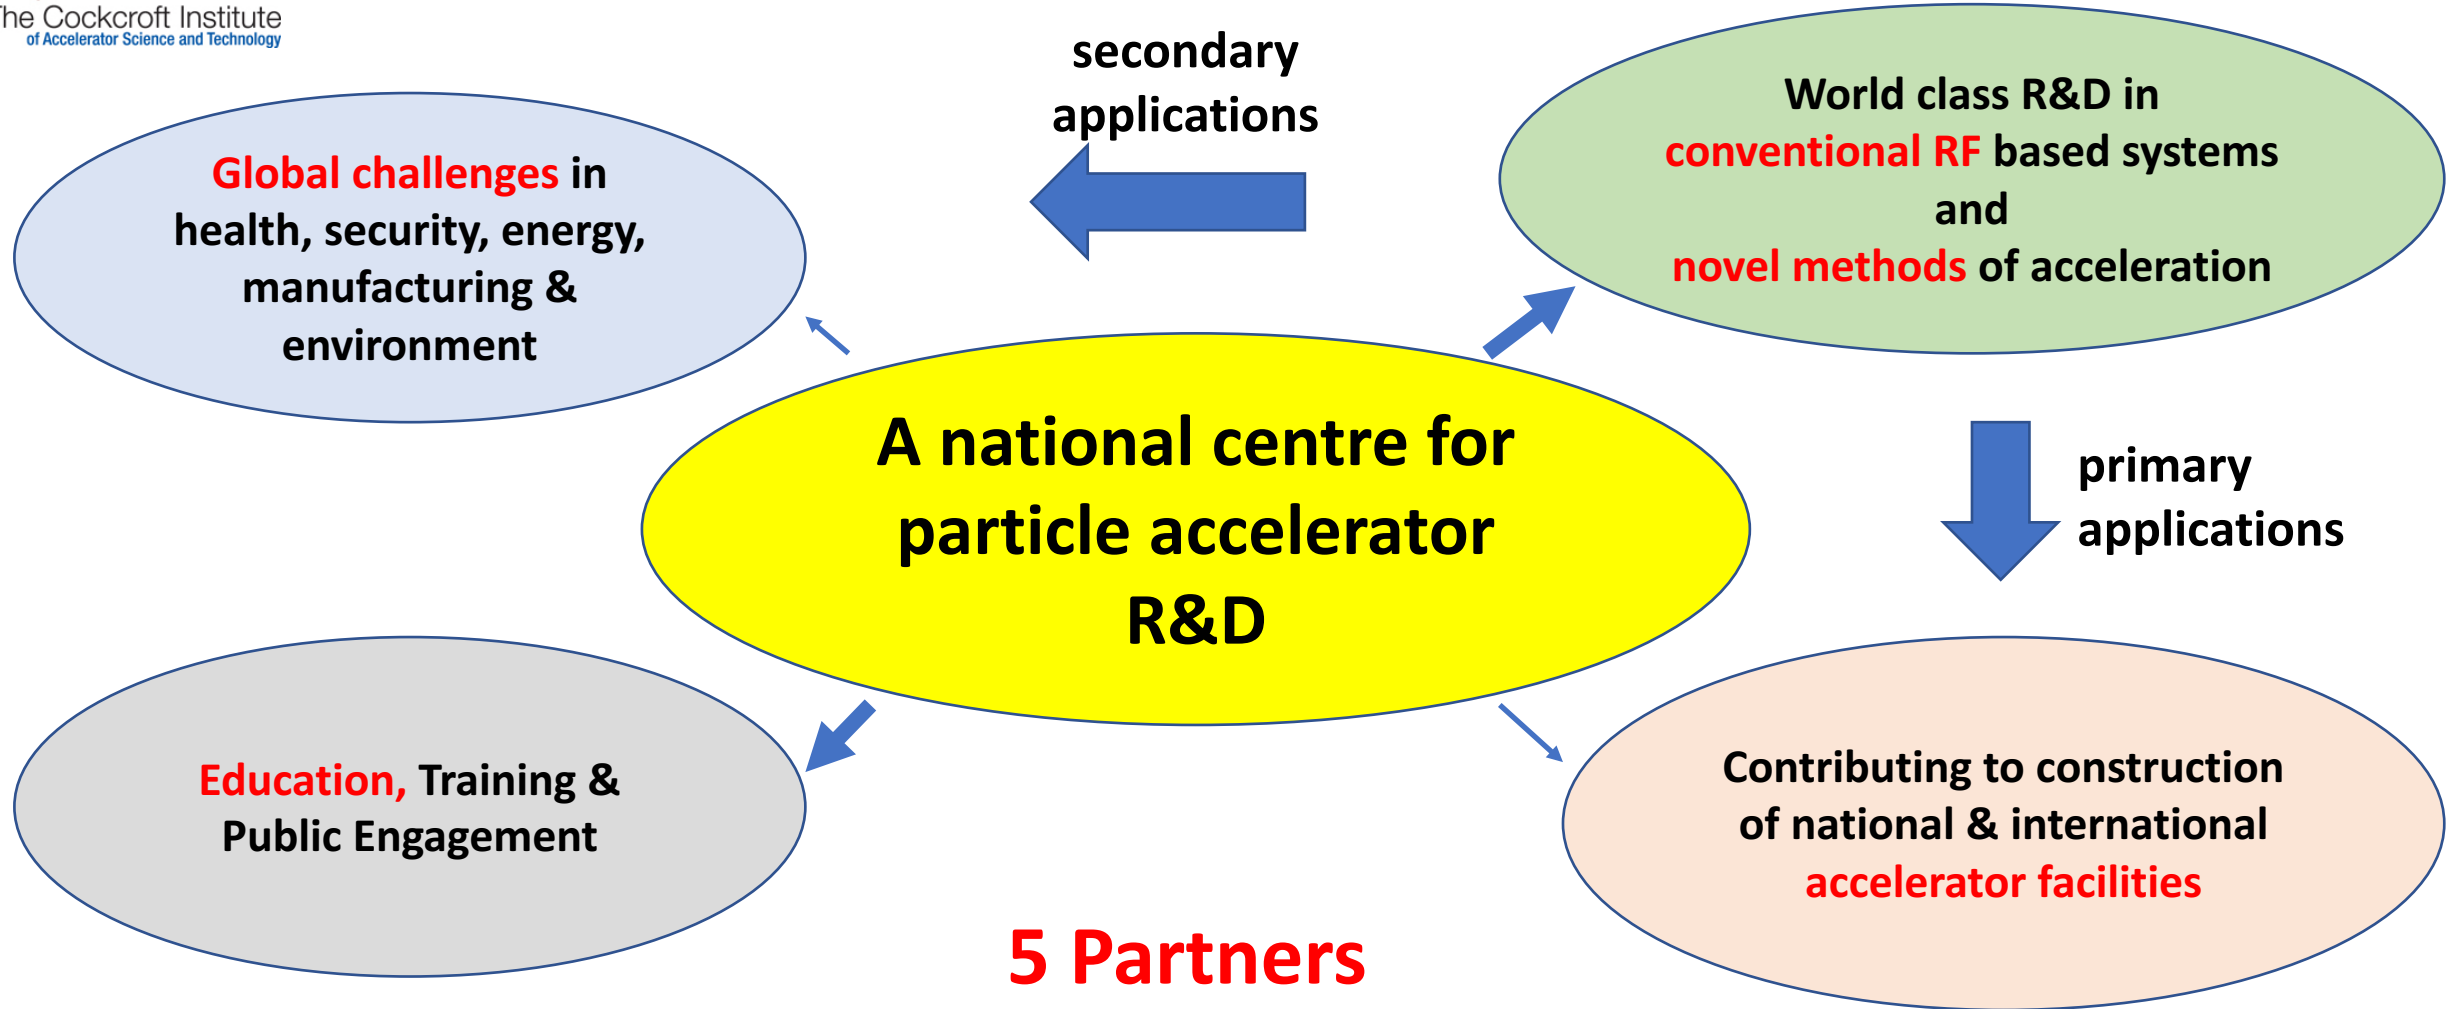 The Cockcroft Institute
of Accelerator Science and Technology
secondary
applications
World class R&D in
conventional RF based systems
and
novel methods of acceleration
Global challenges in
health, security, energy,
manufacturing &
environment
A national centre for
particle accelerator
R&D
primary
applications
Education, Training &
Public Engagement
Contributing to construction
of national & international
accelerator facilities
5 Partners